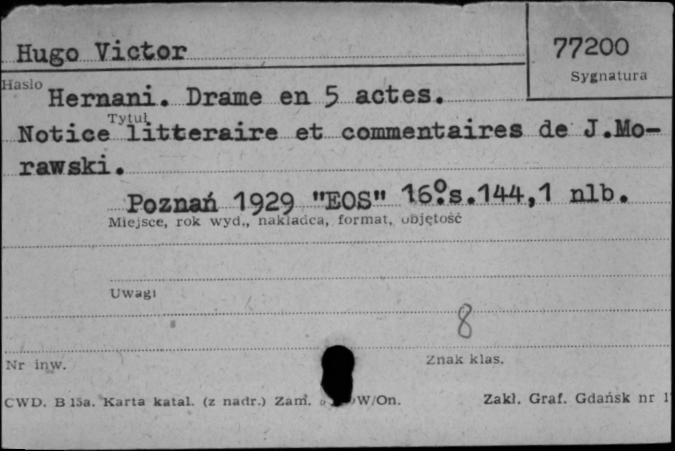 Hugo Victor
77200
Sygnatura
Hasło
Hernani. Drame en 5 actes.
Tytuł
Notice litteraire et commentaires de J.Mo-
rawski.
Poznań 1929 "EOS" 16°.s.144,1 nlb.
Miejsce, rok wyd., nakładca, format, objętość
Uwagi
8
Nr inw.
Znak klas.
CWD. B 15a. Karta katal. (z nadr.) Zam. W/On.
Zakł. Graf. Gdańsk nr